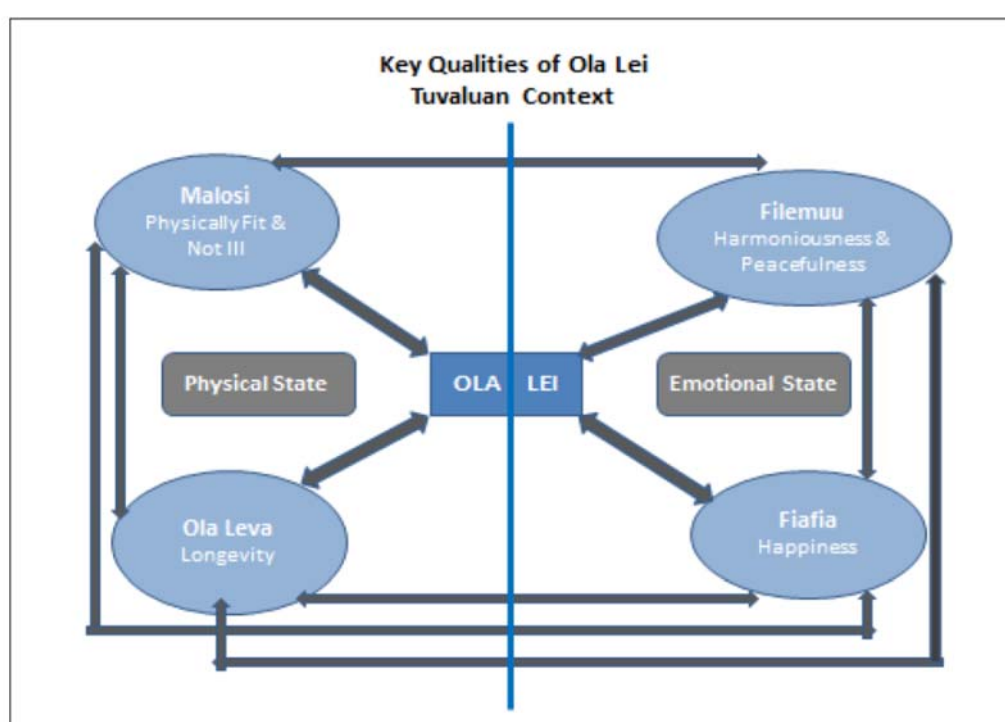 Key Qualities of Ola Lei
Tuvaluan Context
Malosi
Physically Fit &
Not Ill
Filemuu
Harmoniousness &
Peacefulness
Physical State
OLA LEI
Emotional State
Ola Leva
Longevity
Fiafia
Happiness